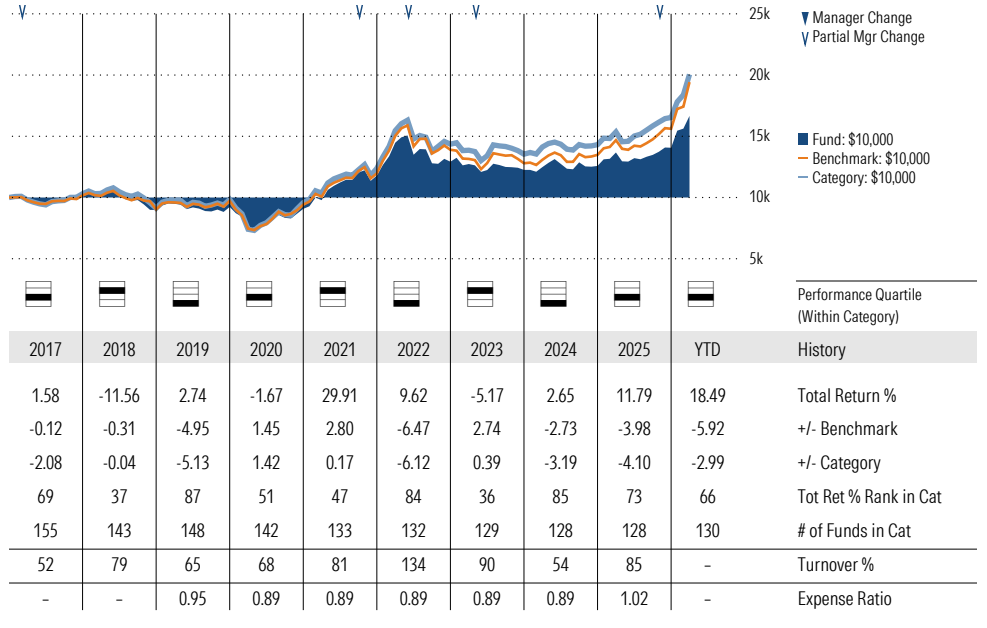 25k
20k
15k
10k
5k
Manager Change
Partial Mgr Change
Fund: $10,000
Benchmark: $10,000
Category: $10,000
Performance Quartile
(Within Category)
2017 2018 2019 2020 2021 2022 2023 2024 2025 YTD History
1.58 -11.56 2.74 -1.67 29.91 9.62 -5.17 2.65 11.79 18.49 Total Return %
-0.12 -0.31 -4.95 1.45 2.80 -6.47 2.74 -2.73 -3.98 -5.92 +/- Benchmark
-2.08 -0.04 -5.13 1.42 0.17 -6.12 0.39 -3.19 -4.10 -2.99 +/- Category
69 37 87 51 47 84 36 85 73 66 Tot Ret % Rank in Cat
155 143 148 142 133 132 129 128 128 130 # of Funds in Cat
52 79 65 68 81 134 90 54 85 – Turnover %
– – 0.95 0.89 0.89 0.89 0.89 0.89 1.02 – Expense Ratio